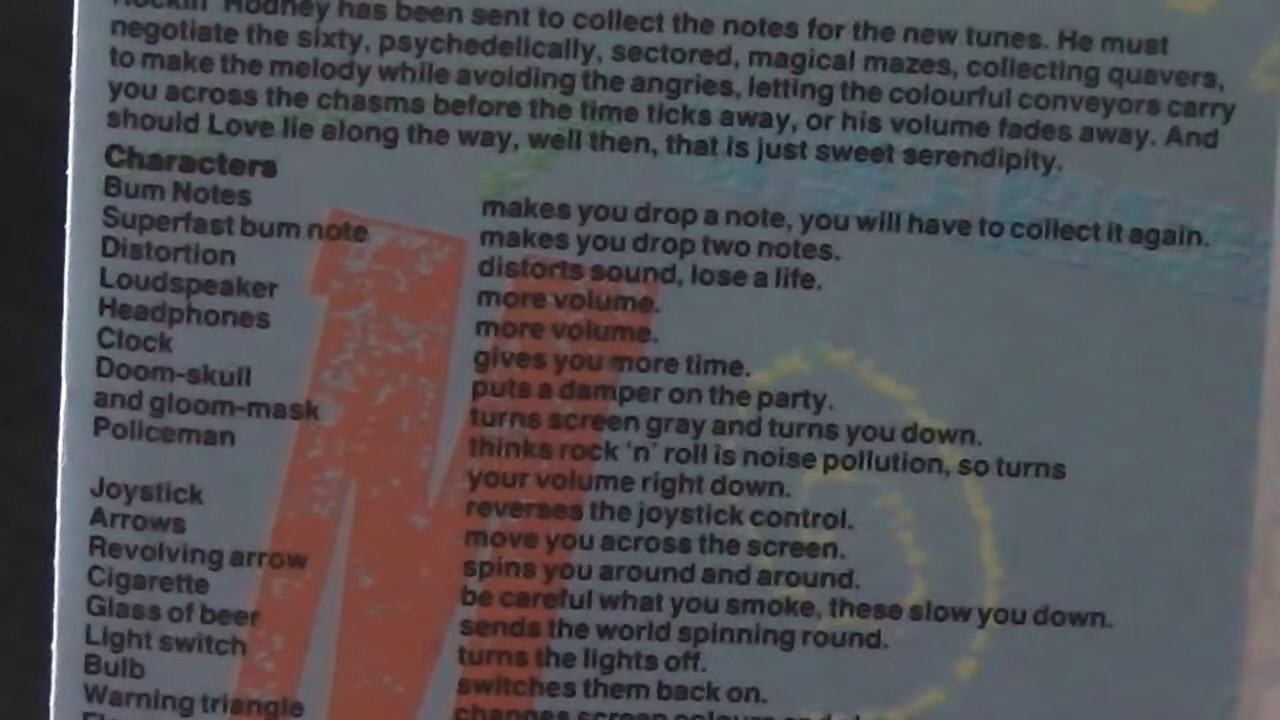 Rockin' Rodney has been sent to collect the notes for the new tunes. He must
negotiate the sixty, psychedelically, sectored, magical mazes, collecting quavers,
to make the melody while avoiding the angries, letting the colourful conveyors carry
you across the chasms before the time ticks away, or his volume fades away. And
should Love lie along the way, well then, that is just sweet serendipity.
Characters
Bum Notes makes you drop a note, you will have to collect it again.
Superfast bum note makes you drop two notes.
Distortion distorts sound, lose a life.
Loudspeaker more volume.
Headphones more volume.
Clock gives you more time.
Doom-skull puts a damper on the party.
and gloom-mask turns screen gray and turns you down.
Policeman thinks rock 'n' roll is noise pollution, so turns
your volume right down.
Joystick reverses the joystick control.
Arrows move you across the screen.
Revolving arrow spins you around and around.
Cigarette be careful what you smoke, these slow you down.
Glass of beer sends the world spinning round.
Light switch turns the lights off.
Bulb switches them back on.
Warning triangle changes screen colours and